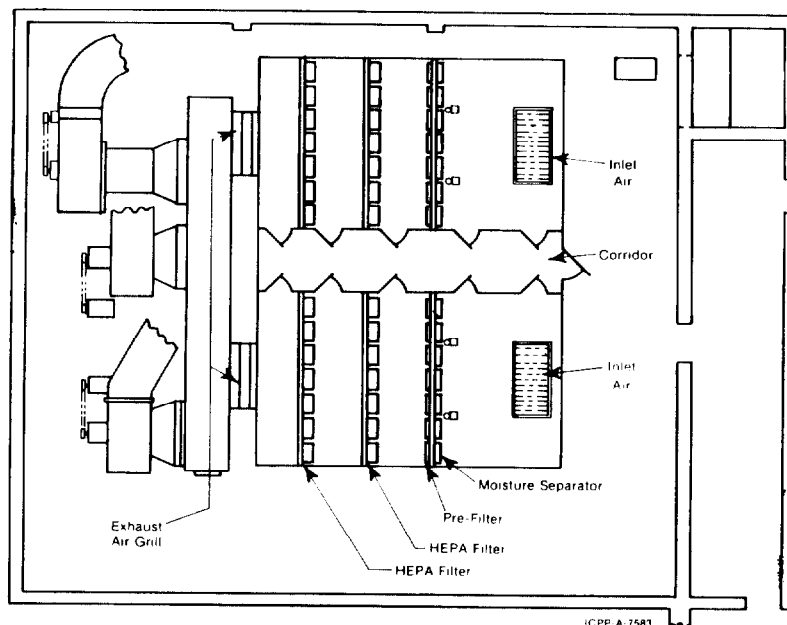 Inlet
Air
Corridor
Inlet
Air
Moisture Separator
Pre-Filter
HEPA Filter
HEPA Filter
Exhaust
Air Grill
ICPP-A-7583